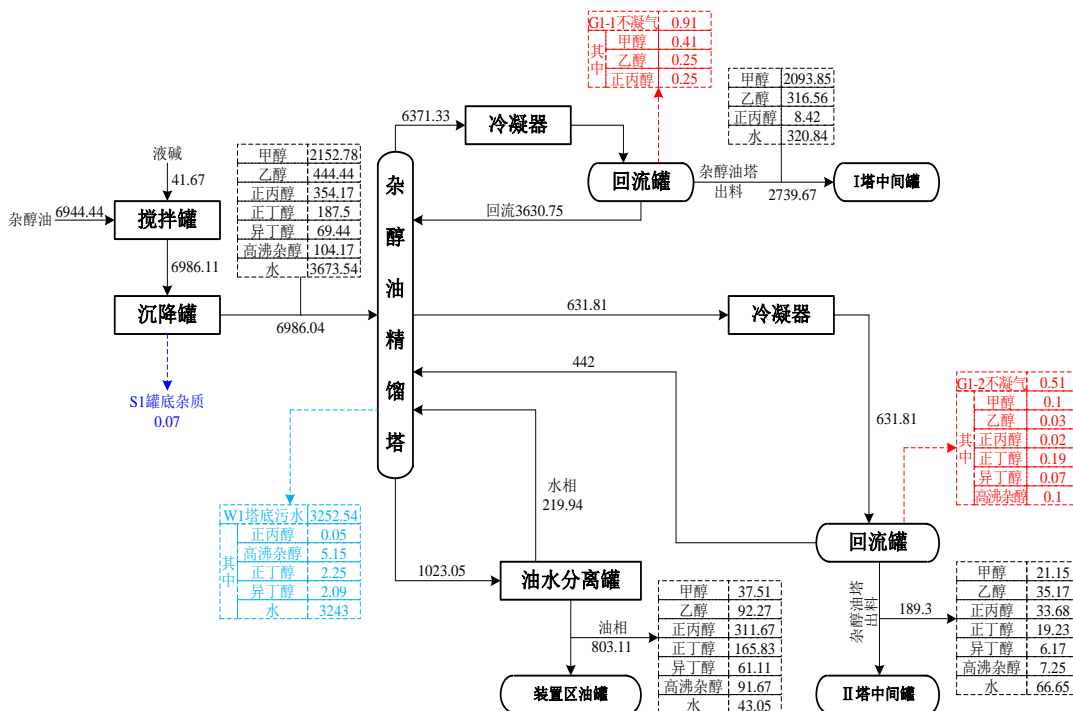 G1-1不凝气 0.91
其中
甲醇 0.41
乙醇 0.25
正丙醇 0.25
甲醇 2093.85
乙醇 316.56
正丙醇 8.42
水 320.84
6371.33
冷凝器
回流罐
杂醇油塔
出料
2739.67
I塔中间罐
回流3630.75
液碱
41.67
杂醇油
6944.44
搅拌罐
6986.11
沉降罐
6986.04
S1罐底杂质
0.07
甲醇 2152.78
乙醇 444.44
正丙醇 354.17
正丁醇 187.5
异丁醇 69.44
高沸杂醇 104.17
水 3673.54
杂醇油精馏塔
631.81
冷凝器
442
631.81
G1-2不凝气 0.51
其中
甲醇 0.1
乙醇 0.03
正丙醇 0.02
正丁醇 0.19
异丁醇 0.07
高沸杂醇 0.1
水相
219.94
W1塔底污水 3252.54
其中
正丙醇 0.05
高沸杂醇 5.15
正丁醇 2.25
异丁醇 2.09
水 3243
1023.05
油水分离罐
油相
803.11
装置区油罐
甲醇 37.51
乙醇 92.27
正丙醇 311.67
正丁醇 165.83
异丁醇 61.11
高沸杂醇 91.67
水 43.05
回流罐
杂醇油塔
出料
189.3
II塔中间罐
甲醇 21.15
乙醇 35.17
正丙醇 33.68
正丁醇 19.23
异丁醇 6.17
高沸杂醇 7.25
水 66.65